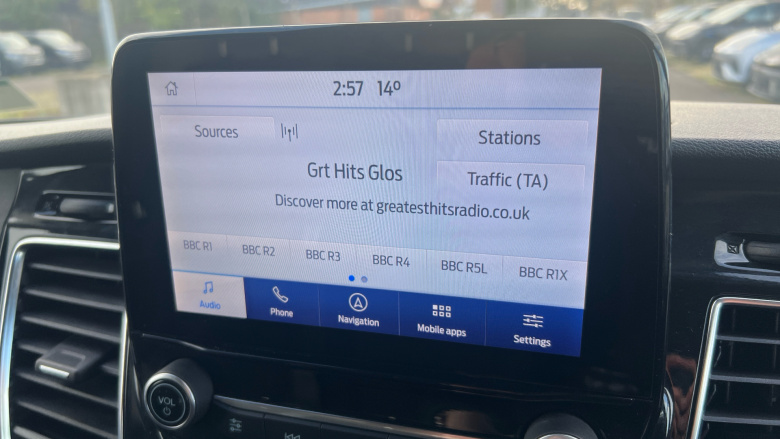 2:57 14º
Sources Stations
Grt Hits Glos
Traffic (TA)
Discover more at greatesthitsradio.co.uk
BBC R1 BBC R2 BBC R3 BBC R4 BBC R5L BBC R1X
Audio Phone Navigation Mobile apps Settings
VOL